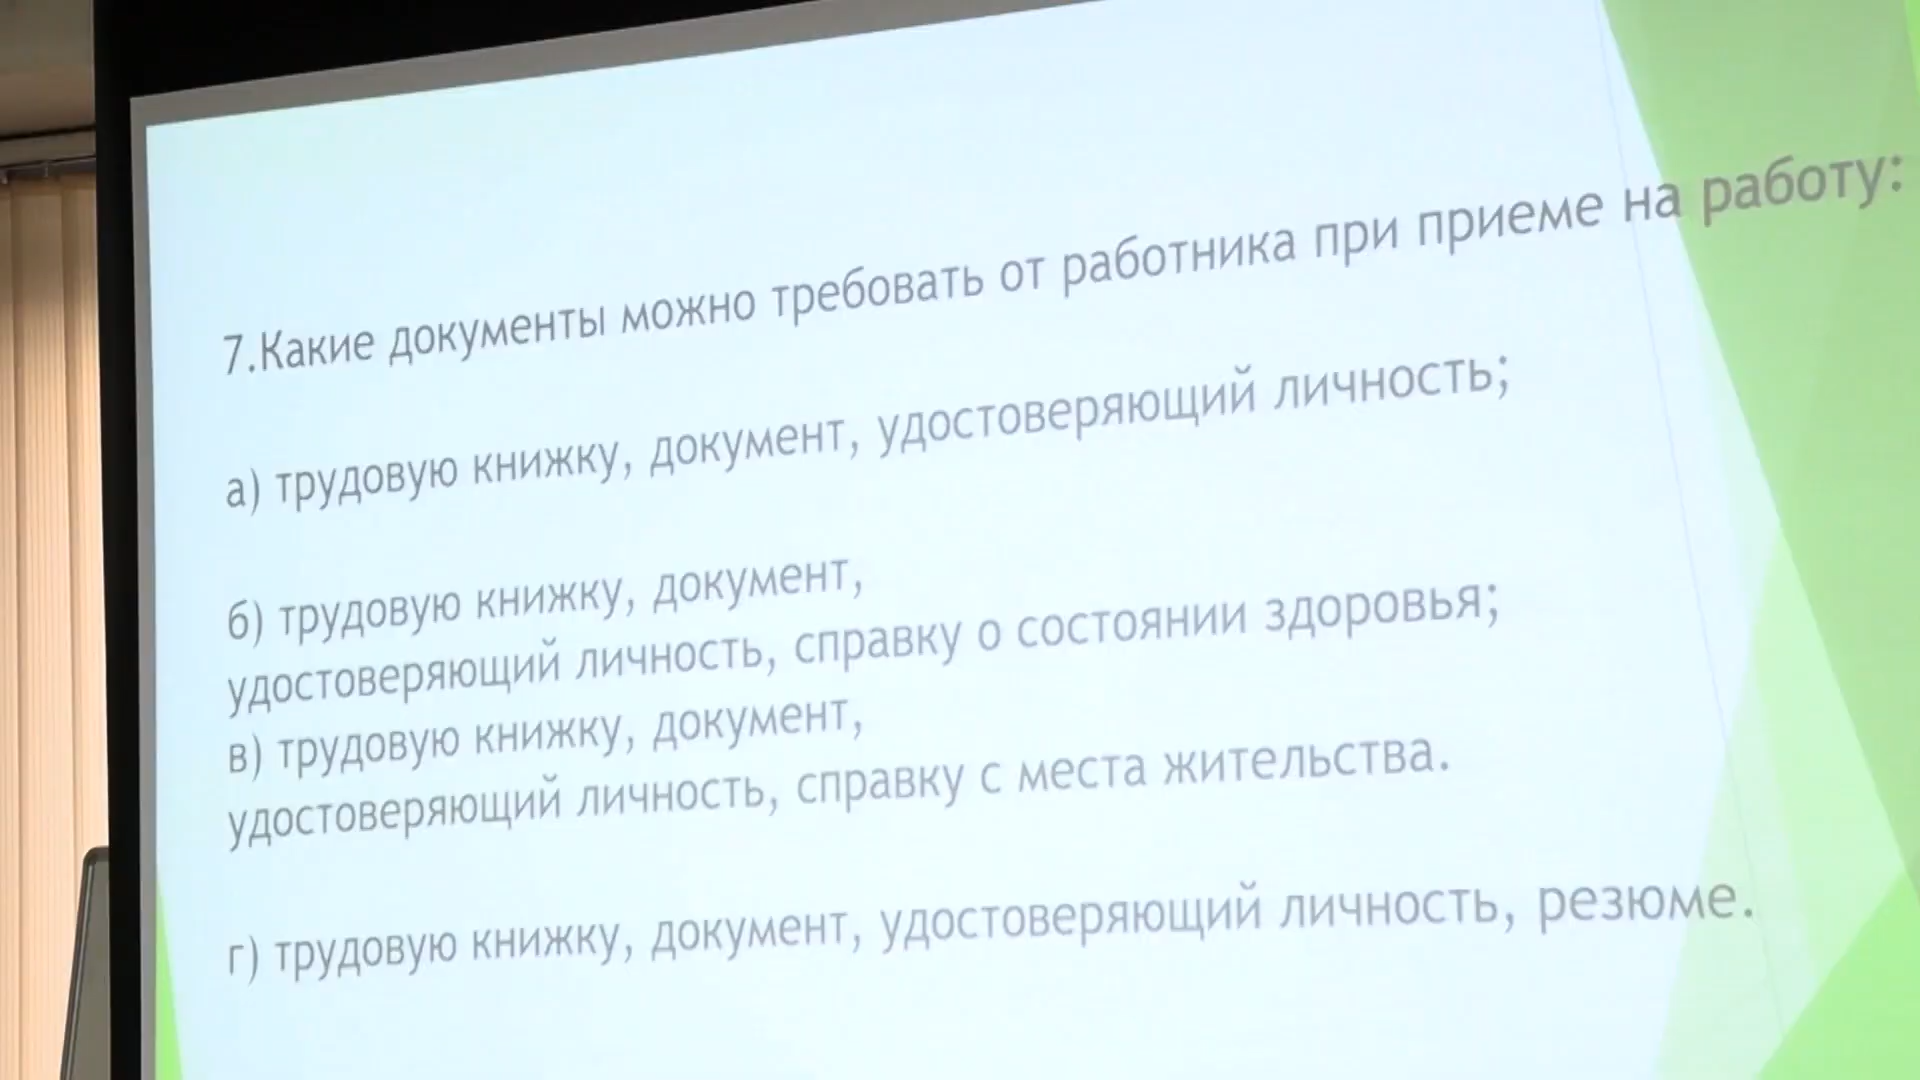 7.Какие документы можно требовать от работника при приеме на работу:
а) трудовую книжку, документ, удостоверяющий личность;
б) трудовую книжку, документ,
удостоверяющий личность, справку о состоянии здоровья;
в) трудовую книжку, документ,
удостоверяющий личность, справку с места жительства.
г) трудовую книжку, документ, удостоверяющий личность, резюме.